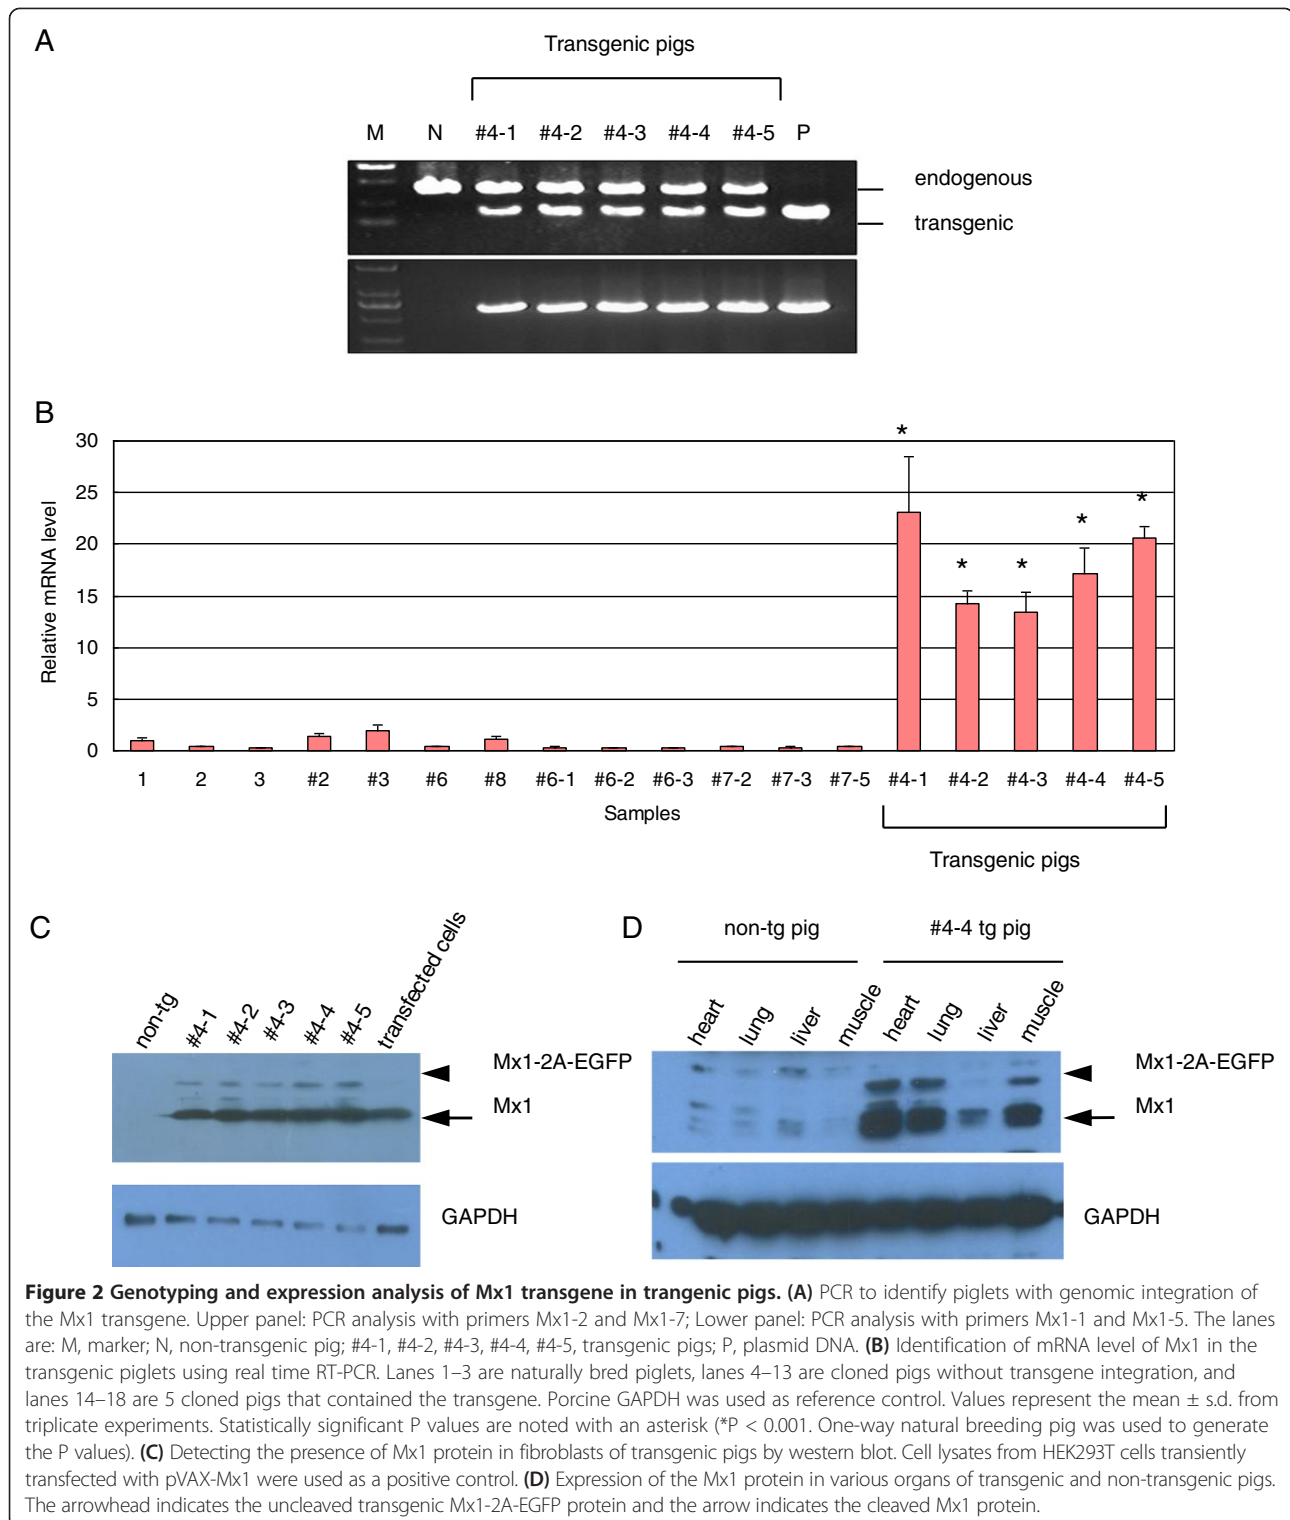 A
Transgenic pigs
M N #4-1 #4-2 #4-3 #4-4 #4-5 P
endogenous
transgenic
B
30
25
20
15
10
5
0
Relative mRNA level
* * * * *
1 2 3 #2 #3 #6 #8 #6-1 #6-2 #6-3 #7-2 #7-3 #7-5 #4-1 #4-2 #4-3 #4-4 #4-5
Samples
Transgenic pigs
C
non-tg #4-1 #4-2 #4-3 #4-4 #4-5 transfected cells
Mx1-2A-EGFP
Mx1
GAPDH
D
non-tg pig #4-4 tg pig
heart lung liver muscle heart lung liver muscle
Mx1-2A-EGFP
Mx1
GAPDH
Figure 2 Genotyping and expression analysis of Mx1 transgene in trangenic pigs. (A) PCR to identify piglets with genomic integration of
the Mx1 transgene. Upper panel: PCR analysis with primers Mx1-2 and Mx1-7; Lower panel: PCR analysis with primers Mx1-1 and Mx1-5. The lanes
are: M, marker; N, non-transgenic pig; #4-1, #4-2, #4-3, #4-4, #4-5, transgenic pigs; P, plasmid DNA. (B) Identification of mRNA level of Mx1 in the
transgenic piglets using real time RT-PCR. Lanes 1–3 are naturally bred piglets, lanes 4–13 are cloned pigs without transgene integration, and
lanes 14–18 are 5 cloned pigs that contained the transgene. Porcine GAPDH was used as reference control. Values represent the mean ± s.d. from
triplicate experiments. Statistically significant P values are noted with an asterisk (*P < 0.001. One-way natural breeding pig was used to generate
the P values). (C) Detecting the presence of Mx1 protein in fibroblasts of transgenic pigs by western blot. Cell lysates from HEK293T cells transiently
transfected with pVAX-Mx1 were used as a positive control. (D) Expression of the Mx1 protein in various organs of transgenic and non-transgenic pigs.
The arrowhead indicates the uncleaved transgenic Mx1-2A-EGFP protein and the arrow indicates the cleaved Mx1 protein.